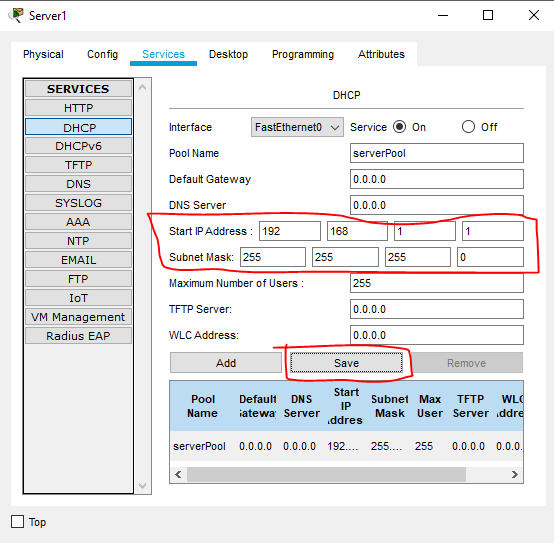 Server1
Physical Config Services Desktop Programming Attributes
SERVICES
HTTP
DHCP
DHCPv6
TFTP
DNS
SYSLOG
AAA
NTP
EMAIL
FTP
IoT
VM Management
Radius EAP
DHCP
Interface FastEthernet0 Service On Off
Pool Name serverPool
Default Gateway 0.0.0.0
DNS Server 0.0.0.0
Start IP Address : 192 168 1 1
Subnet Mask: 255 255 255 0
Maximum Number of Users : 255
TFTP Server: 0.0.0.0
WLC Address: 0.0.0.0
Add Save Remove
Pool Name Default Gateway DNS Server Start IP Addres Subnet Mask Max User TFTP Server WLC Addre
serverPool 0.0.0.0 0.0.0.0 192.... 255.... 255 0.0.0.0 0.0.0
Top